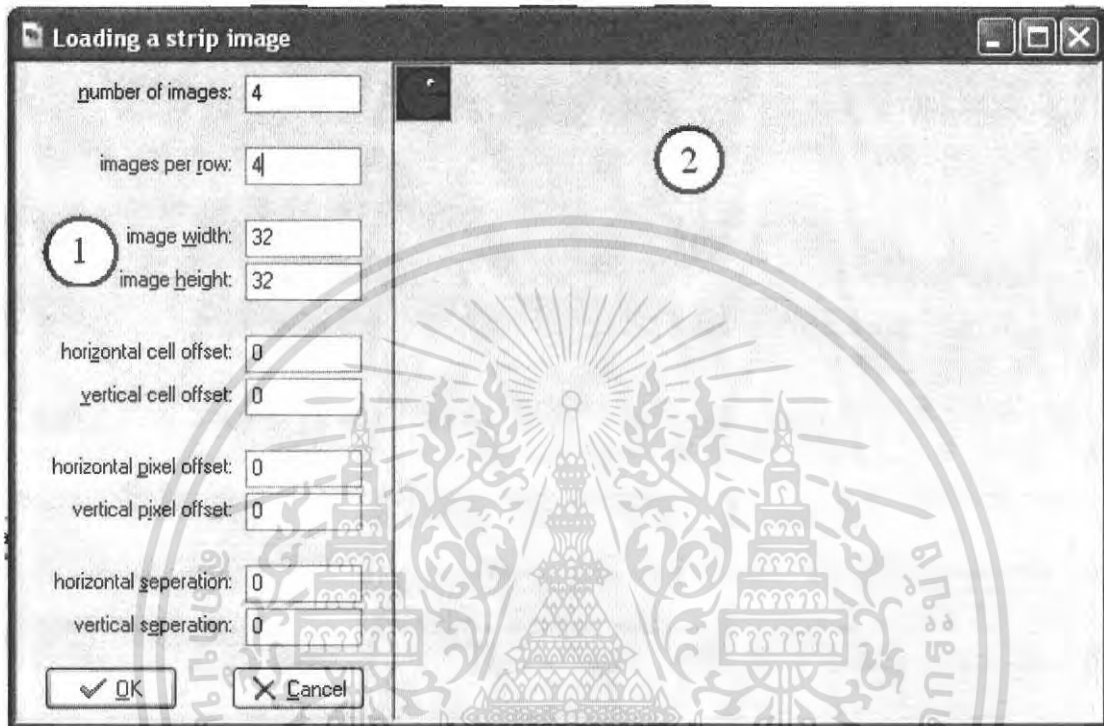 Loading a strip image
number of images: 4
images per row: 4
1
2
image width: 32
image height: 32
horizontal cell offset: 0
vertical cell offset: 0
horizontal pixel offset: 0
vertical pixel offset: 0
horizontal seperation: 0
vertical seperation: 0
OK
Cancel